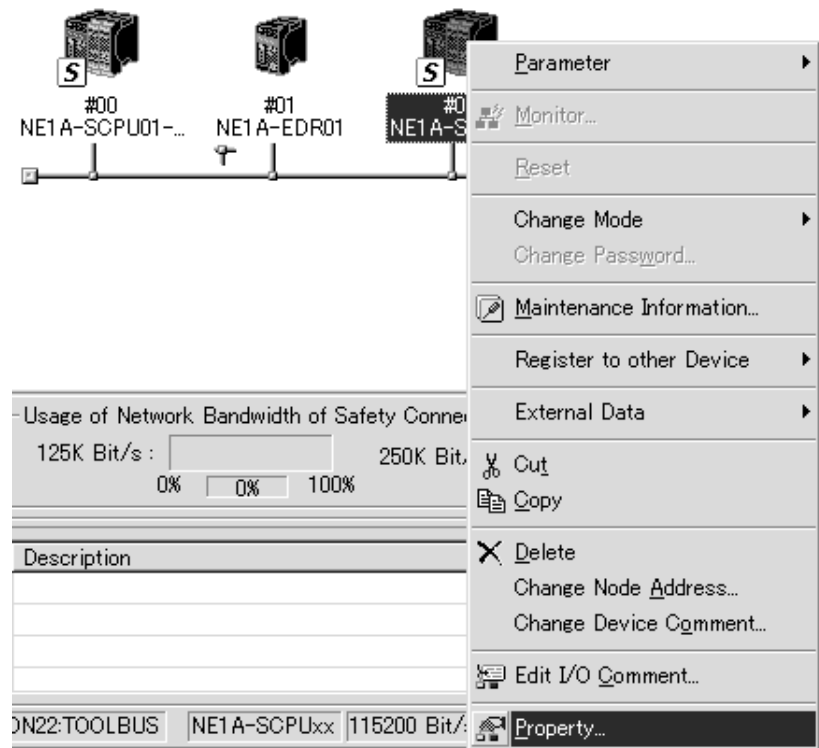 S
S
#00
#01
#0
NE1A-SCPU01-...
NE1A-EDR01
NE1A-S
Parameter
Monitor...
Reset
Change Mode
Change Password...
Maintenance Information...
Register to other Device
External Data
Cut
Copy
Delete
Change Node Address...
Change Device Comment...
Edit I/O Comment...
Property...
Usage of Network Bandwidth of Safety Conne
125K Bit/s :
250K Bit/
0%
0%
100%
Description
ON22:TOOLBUS
NE1A-SCPUxx
115200 Bit/